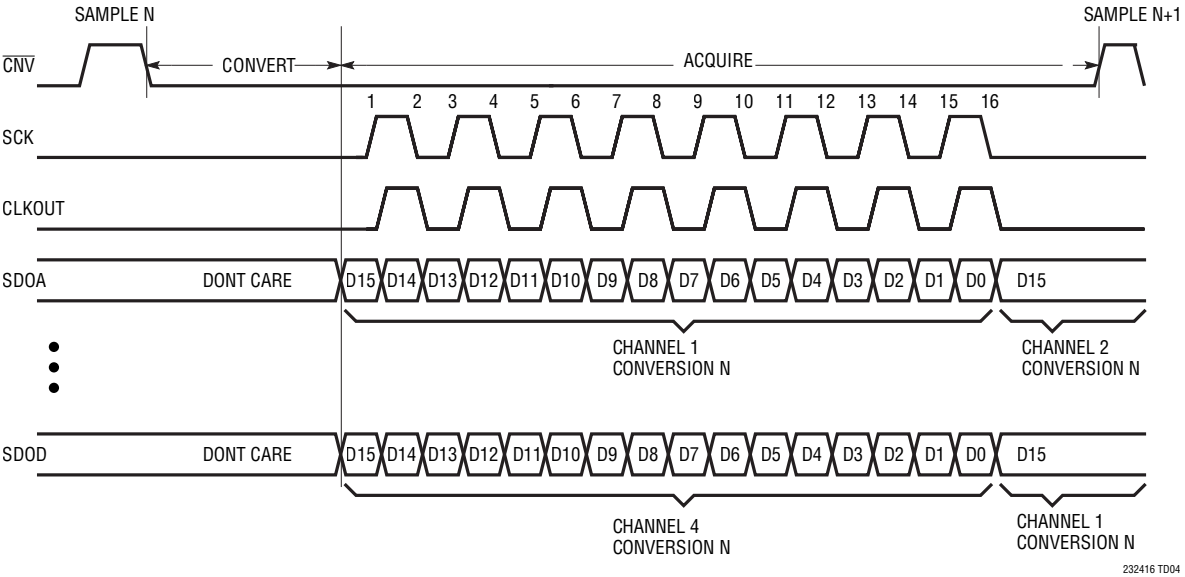 SAMPLE N
SAMPLE N+1
CNV
CONVERT
ACQUIRE
1 2 3 4 5 6 7 8 9 10 11 12 13 14 15 16
SCK
CLKOUT
SDOA
DONT CARE
D15 D14 D13 D12 D11 D10 D9 D8 D7 D6 D5 D4 D3 D2 D1 D0 D15
CHANNEL 1
CONVERSION N
CHANNEL 2
CONVERSION N
SDOD
DONT CARE
D15 D14 D13 D12 D11 D10 D9 D8 D7 D6 D5 D4 D3 D2 D1 D0 D15
CHANNEL 4
CONVERSION N
CHANNEL 1
CONVERSION N
232416 TD04